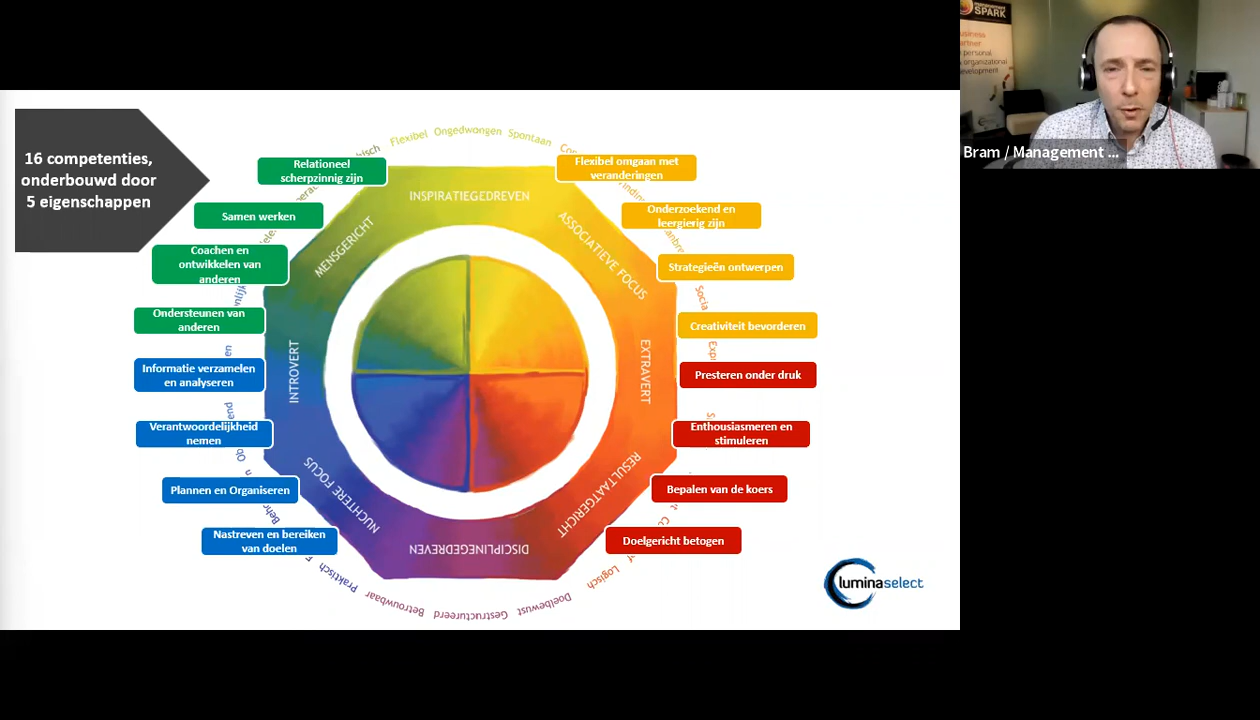 16 competenties,
onderbouwd door
5 eigenschappen
Flexibel Ongedwongen Spontaan
Relationeel
scherpzinnig zijn
Samen werken
Coachen en
ontwikkelen van
anderen
Ondersteunen van
anderen
Informatie verzamelen
en analyseren
Verantwoordelijkheid
nemen
Plannen en Organiseren
Nastreven en bereiken
van doelen
Flexibel omgaan met
veranderingen
Onderzoekend en
leergierig zijn
Strategieën ontwerpen
Creativiteit bevorderen
Presteren onder druk
Enthousiasmeren en
stimuleren
Bepalen van de koers
Doelgericht betogen
INSPIRATIEGEDREVEN
ASSOCIATIEVE FOCUS
EXTRAVERT
RESULTAATGERICHT
DISCIPLINEGEDREVEN
NUCHTERE FOCUS
INTROVERT
MENSGERICHT
Logisch
Doelbewust
Gestructureerd
Betrouwbaar
Praktisch
luminaselect
SPARK
Bram / Management ...